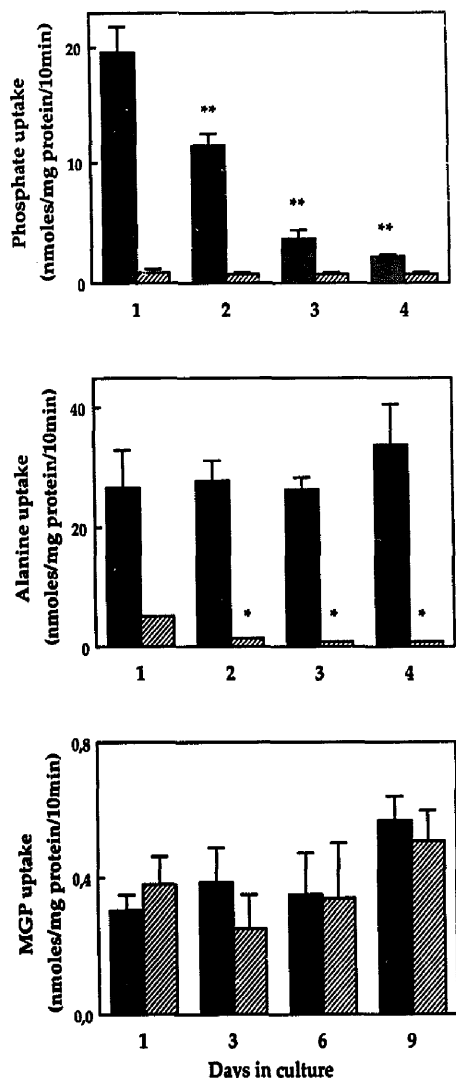 Phosphate uptake
(nmoles/mg protein/10min)
20
10
0
**
**
**
1 2 3 4
Alanine uptake
(nmoles/mg protein/10min)
40
20
0
* * *
1 2 3 4
MGP uptake
(nmoles/mg protein/10min)
0,8
0,4
0,0
1 3 6 9
Days in culture